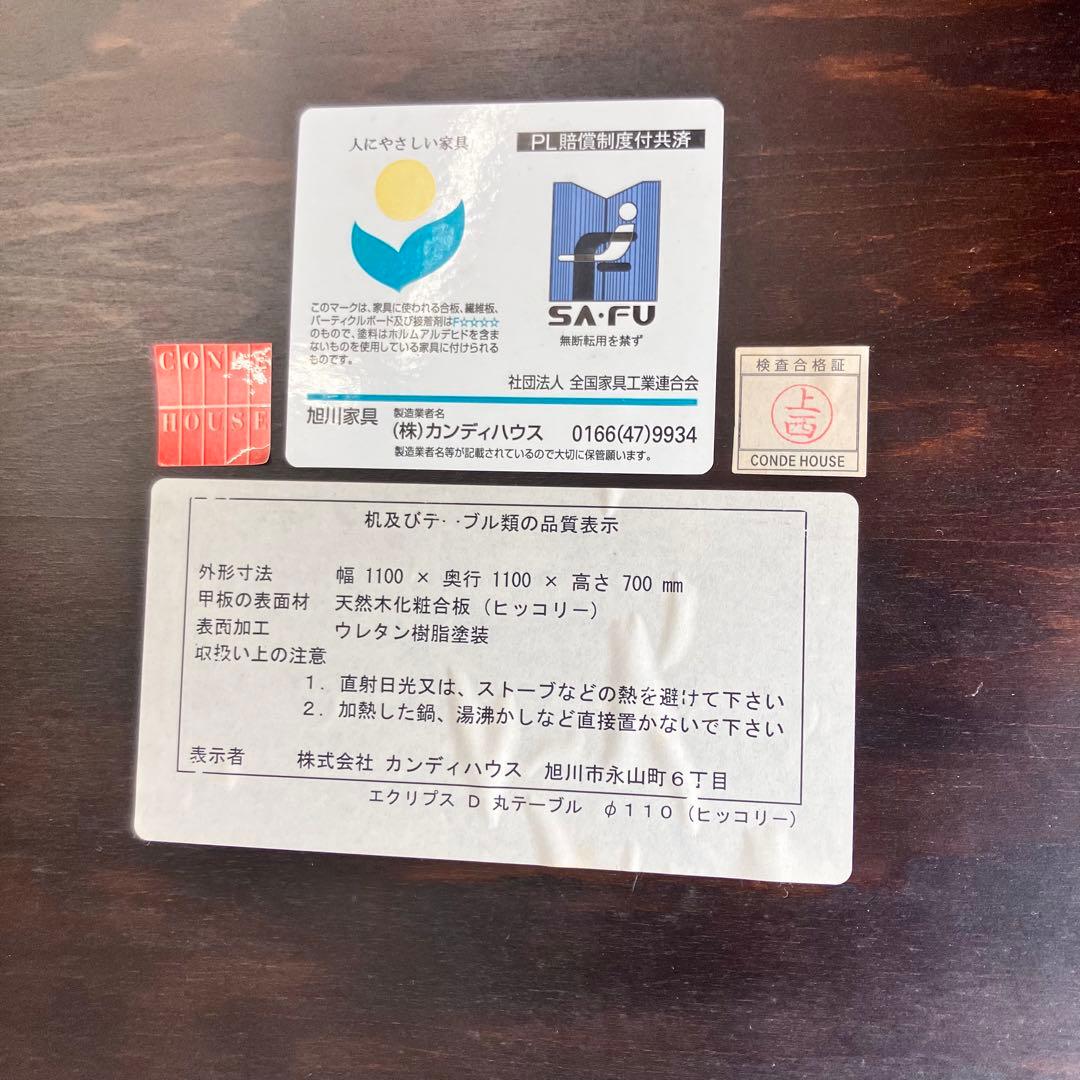 人にやさしい家具
PL賠償制度付共済
このマークは、家具に使われる合板、繊維板、
パーティクルボード及び接着剤はF☆☆☆☆
のもので、塗料はホルムアルデヒドを含ま
ないものを使用している家具に付けられる
ものです。
SA・FU
無断転用を禁ず
社団法人 全国家具工業連合会
旭川家具
製造業者名
(株)カンディハウス 0166(47)9934
製造業者名等が記載されているので大切に保管願います。
CONDE
HOUSE
検査合格証
上西
CONDE HOUSE
机及びテーブル類の品質表示
外形寸法 幅 1100 × 奥行 1100 × 高さ 700 mm
甲板の表面材 天然木化粧合板 (ヒッコリー)
表面加工 ウレタン樹脂塗装
取扱い上の注意
1. 直射日光又は、ストーブなどの熱を避けて下さい
2. 加熱した鍋、湯沸かしなど直接置かないで下さい
表示者 株式会社 カンディハウス 旭川市永山町6丁目
エクリプス D 丸テーブル φ110 (ヒッコリー)